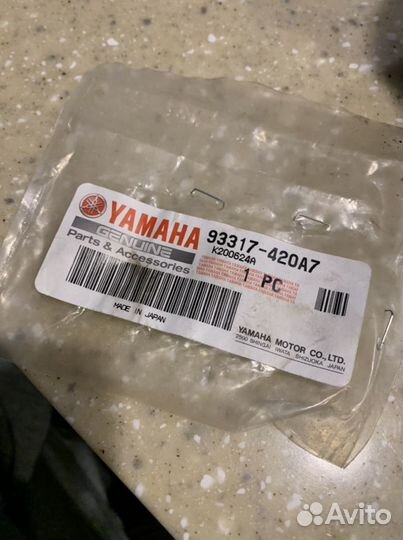 YAMAHA
GENUINE
Parts & Accessories
93317-420A7
K200624A
1 PC
MADE IN JAPAN
YAMAHA MOTOR CO.,LTD.
2500 SHINGAI IWATA SHIZUOKA JAPAN
Avito